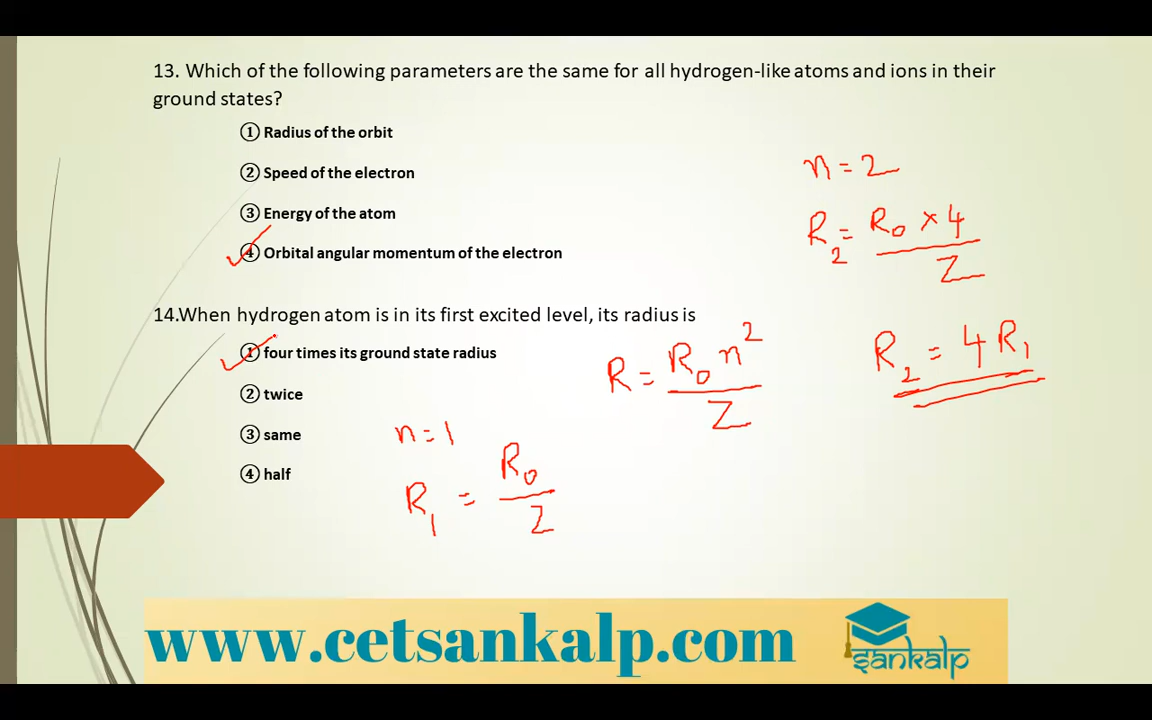 13. Which of the following parameters are the same for all hydrogen-like atoms and ions in their
ground states?
① Radius of the orbit
② Speed of the electron
③ Energy of the atom
④ Orbital angular momentum of the electron
n = 2
R₂ = R₀ × 4 / Z
14.When hydrogen atom is in its first excited level, its radius is
① four times its ground state radius
② twice
③ same
④ half
R = R₀ n² / Z
R₂ = 4 R₁
n = 1
R₁ = R₀ / Z
www.cetsankalp.com
sankalp